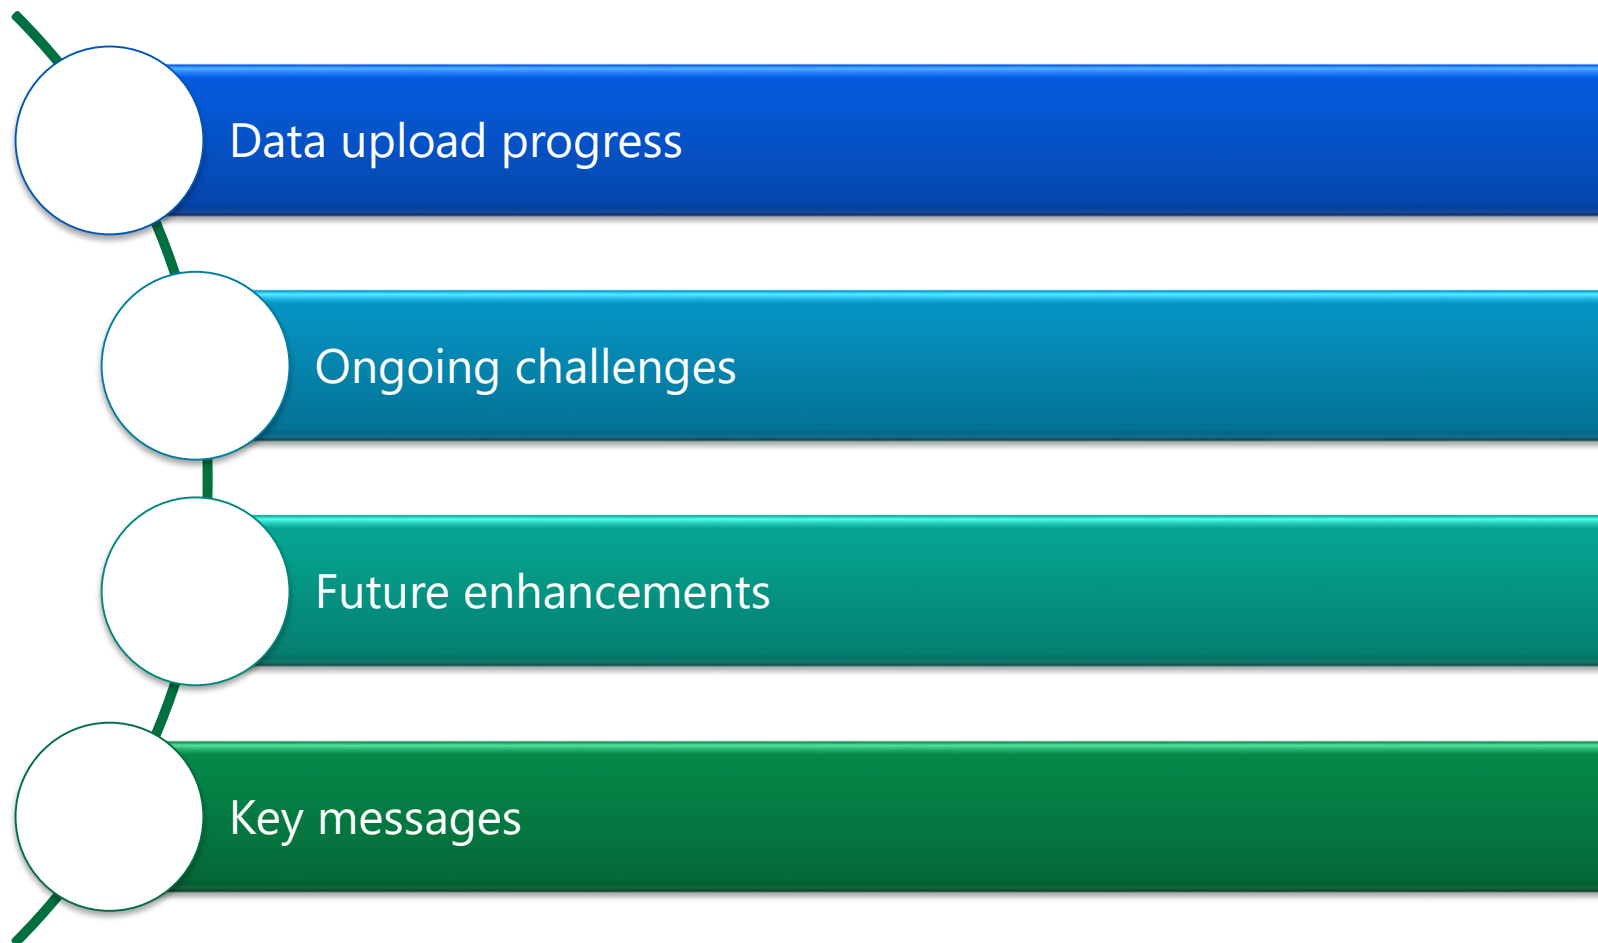 Data upload progress
Ongoing challenges
Future enhancements
Key messages